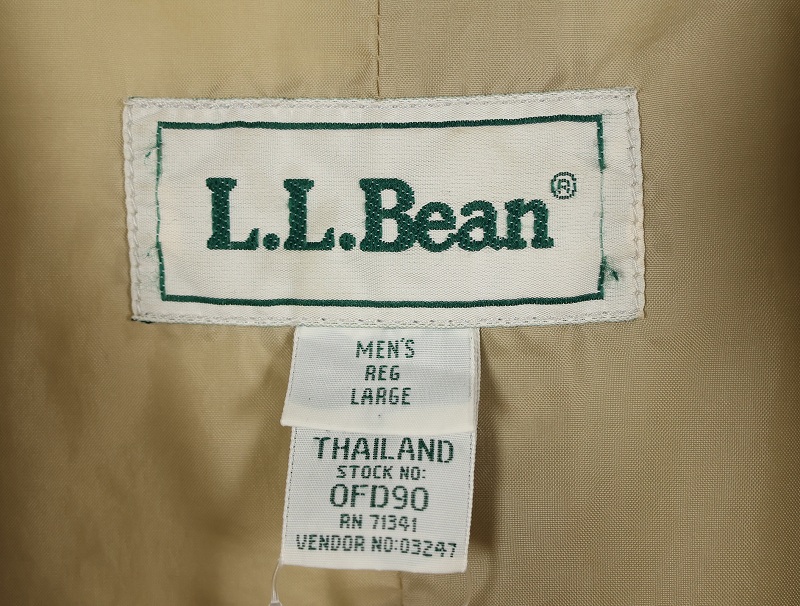 L.L.Bean®
MEN'S
REG
LARGE
THAILAND
STOCK NO:
0FD90
RN 71341
VENDOR NO:03247